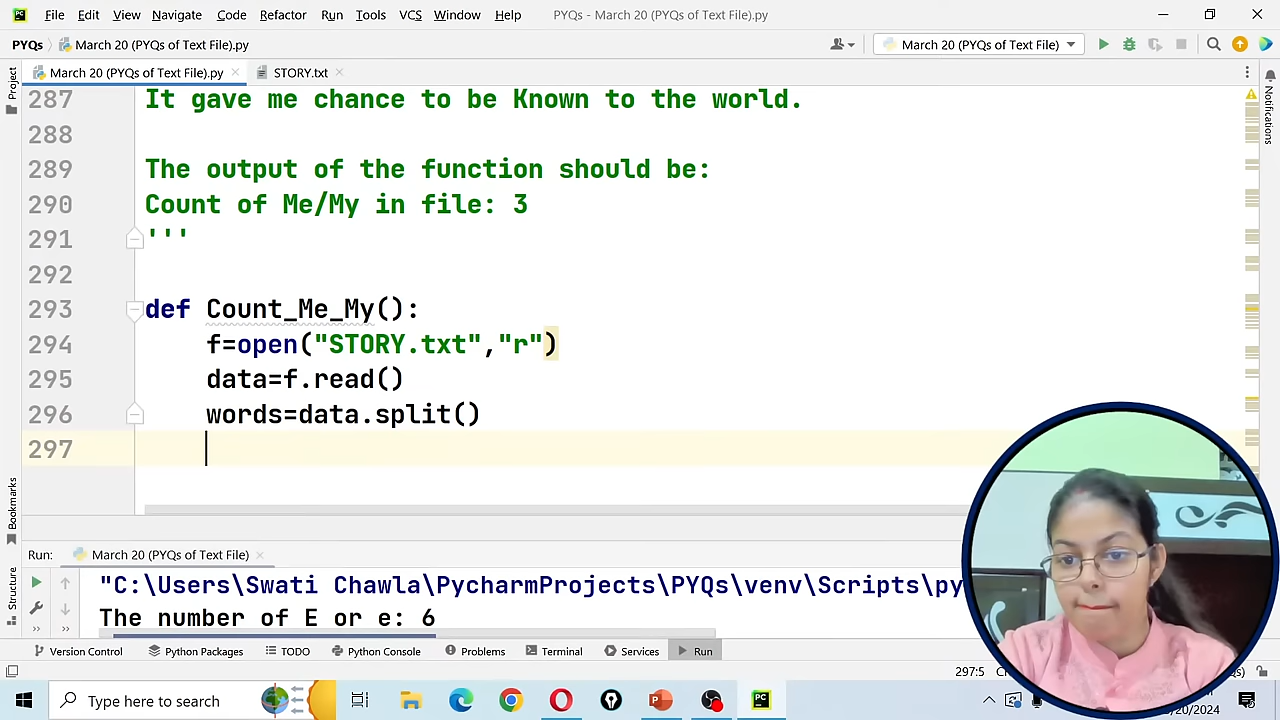 File Edit View Navigate Code Refactor Run Tools VCS Window Help PYQs - March 20 (PYQs of Text File).py
PYQs March 20 (PYQs of Text File).py March 20 (PYQs of Text File)
March 20 (PYQs of Text File).py STORY.txt
Project
Notifications
287 It gave me chance to be Known to the world.
288
289 The output of the function should be:
290 Count of Me/My in file: 3
291 '''
292
293 def Count_Me_My():
294 f=open("STORY.txt","r")
295 data=f.read()
296 words=data.split()
297
Bookmarks
Structure
Run: March 20 (PYQs of Text File)
"C:\Users\Swati Chawla\PycharmProjects\PYQs\venv\Scripts\py
The number of E or e: 6
Version Control Python Packages TODO Python Console Problems Terminal Services Run
297:5
Type here to search
/20/2024